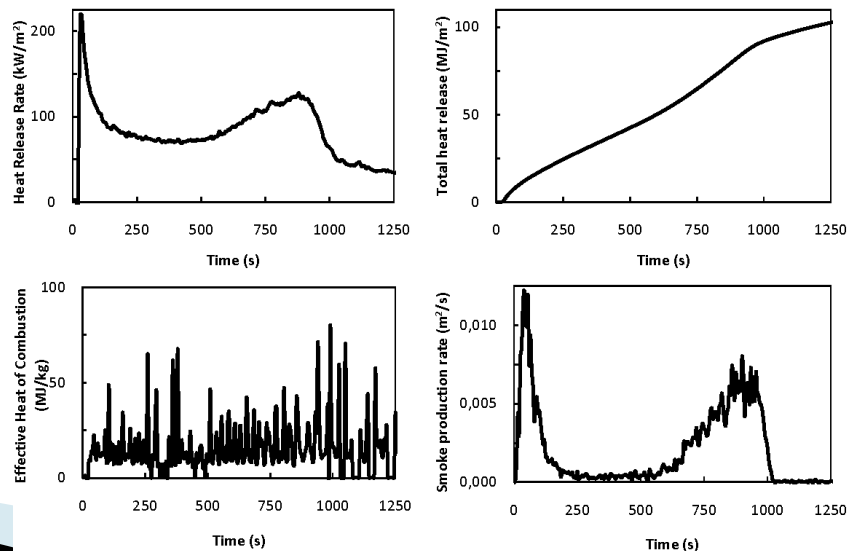 Heat Release Rate (kW/m²)
200
100
0
0 250 500 750 1000 1250
Time (s)
Total heat release (MJ/m²)
100
50
0
0 250 500 750 1000 1250
Time (s)
Effective Heat of Combustion
(MJ/kg)
100
50
0
0 250 500 750 1000 1250
Time (s)
Smoke production rate (m²/s)
0,010
0,005
0,000
0 250 500 750 1000 1250
Time (s)